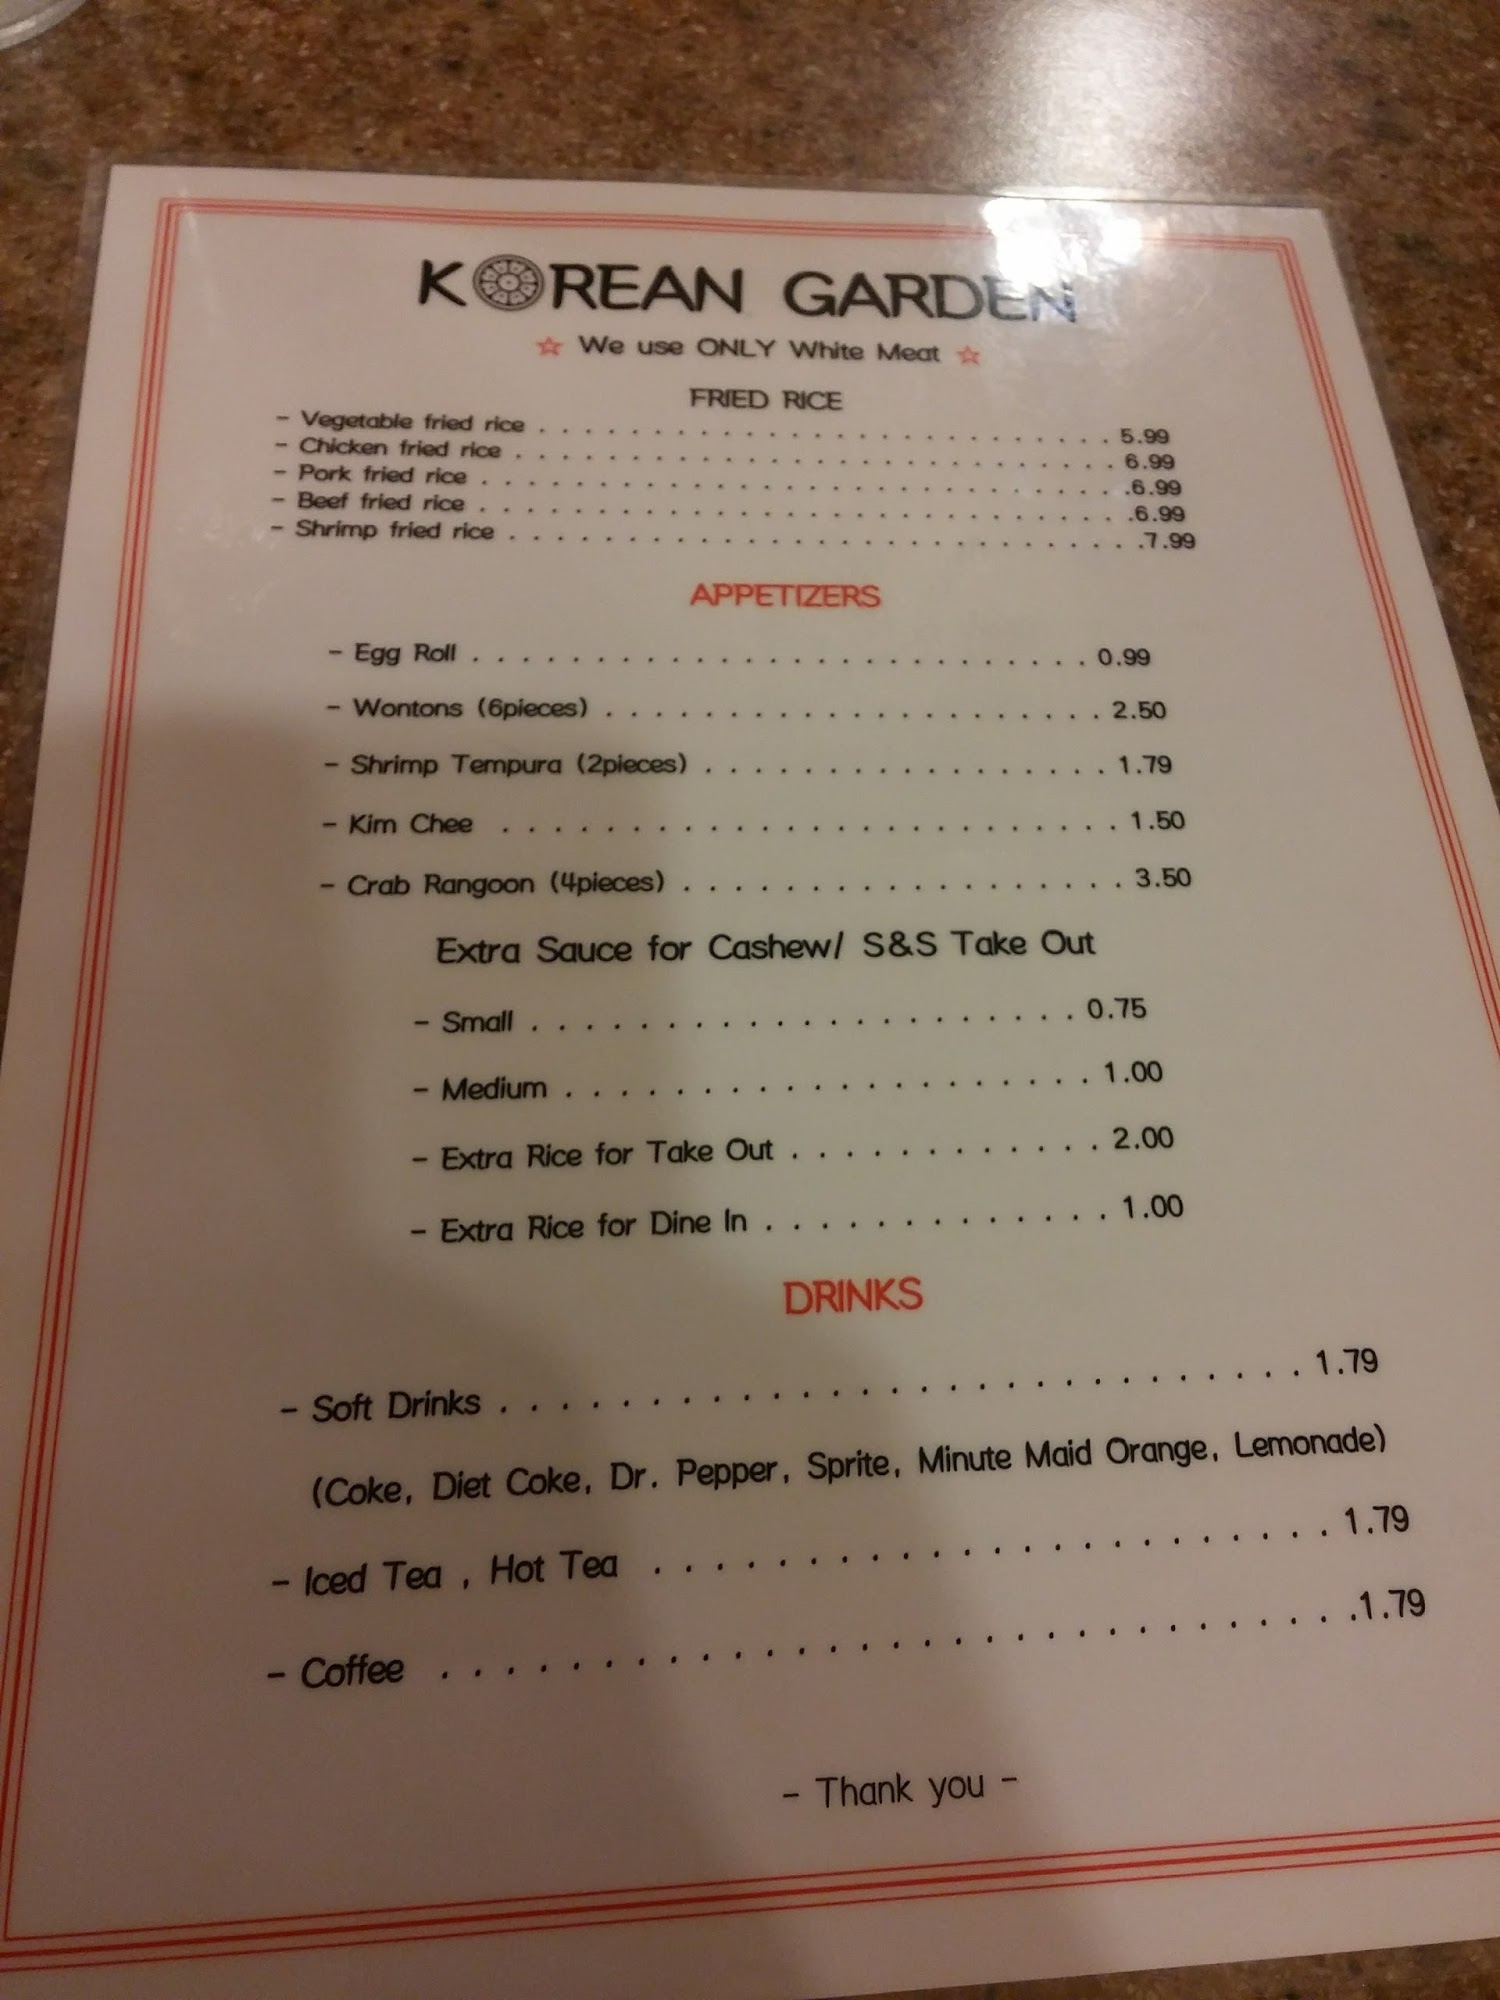 KOREAN GARDEN
☆ We use ONLY White Meat ☆
FRIED RICE
- Vegetable fried rice . . . . . . . . . . . . . . . . . . . . . . . . . 5.99
- Chicken fried rice . . . . . . . . . . . . . . . . . . . . . . . . . . 6.99
- Pork fried rice . . . . . . . . . . . . . . . . . . . . . . . . . . . .6.99
- Beef fried rice . . . . . . . . . . . . . . . . . . . . . . . . . . . .6.99
- Shrimp fried rice . . . . . . . . . . . . . . . . . . . . . . . . . . .7.99
APPETIZERS
- Egg Roll . . . . . . . . . . . . . . . . . . . . . . . . . 0.99
- Wontons (6pieces) . . . . . . . . . . . . . . . . . . . . . 2.50
- Shrimp Tempura (2pieces) . . . . . . . . . . . . . . . . . 1.79
- Kim Chee . . . . . . . . . . . . . . . . . . . . . . . . 1.50
- Crab Rangoon (4pieces) . . . . . . . . . . . . . . . . . . 3.50
Extra Sauce for Cashew/ S&S Take Out
- Small . . . . . . . . . . . . . . . . . . . . . 0.75
- Medium . . . . . . . . . . . . . . . . . . . . 1.00
- Extra Rice for Take Out . . . . . . . . . . . . 2.00
- Extra Rice for Dine In . . . . . . . . . . . . . 1.00
DRINKS
- Soft Drinks . . . . . . . . . . . . . . . . . . . . . . . . . . . 1.79
(Coke, Diet Coke, Dr. Pepper, Sprite, Minute Maid Orange, Lemonade)
- Iced Tea , Hot Tea . . . . . . . . . . . . . . . . . . . . . . 1.79
- Coffee . . . . . . . . . . . . . . . . . . . . . . . . . . . . .1.79
- Thank you -